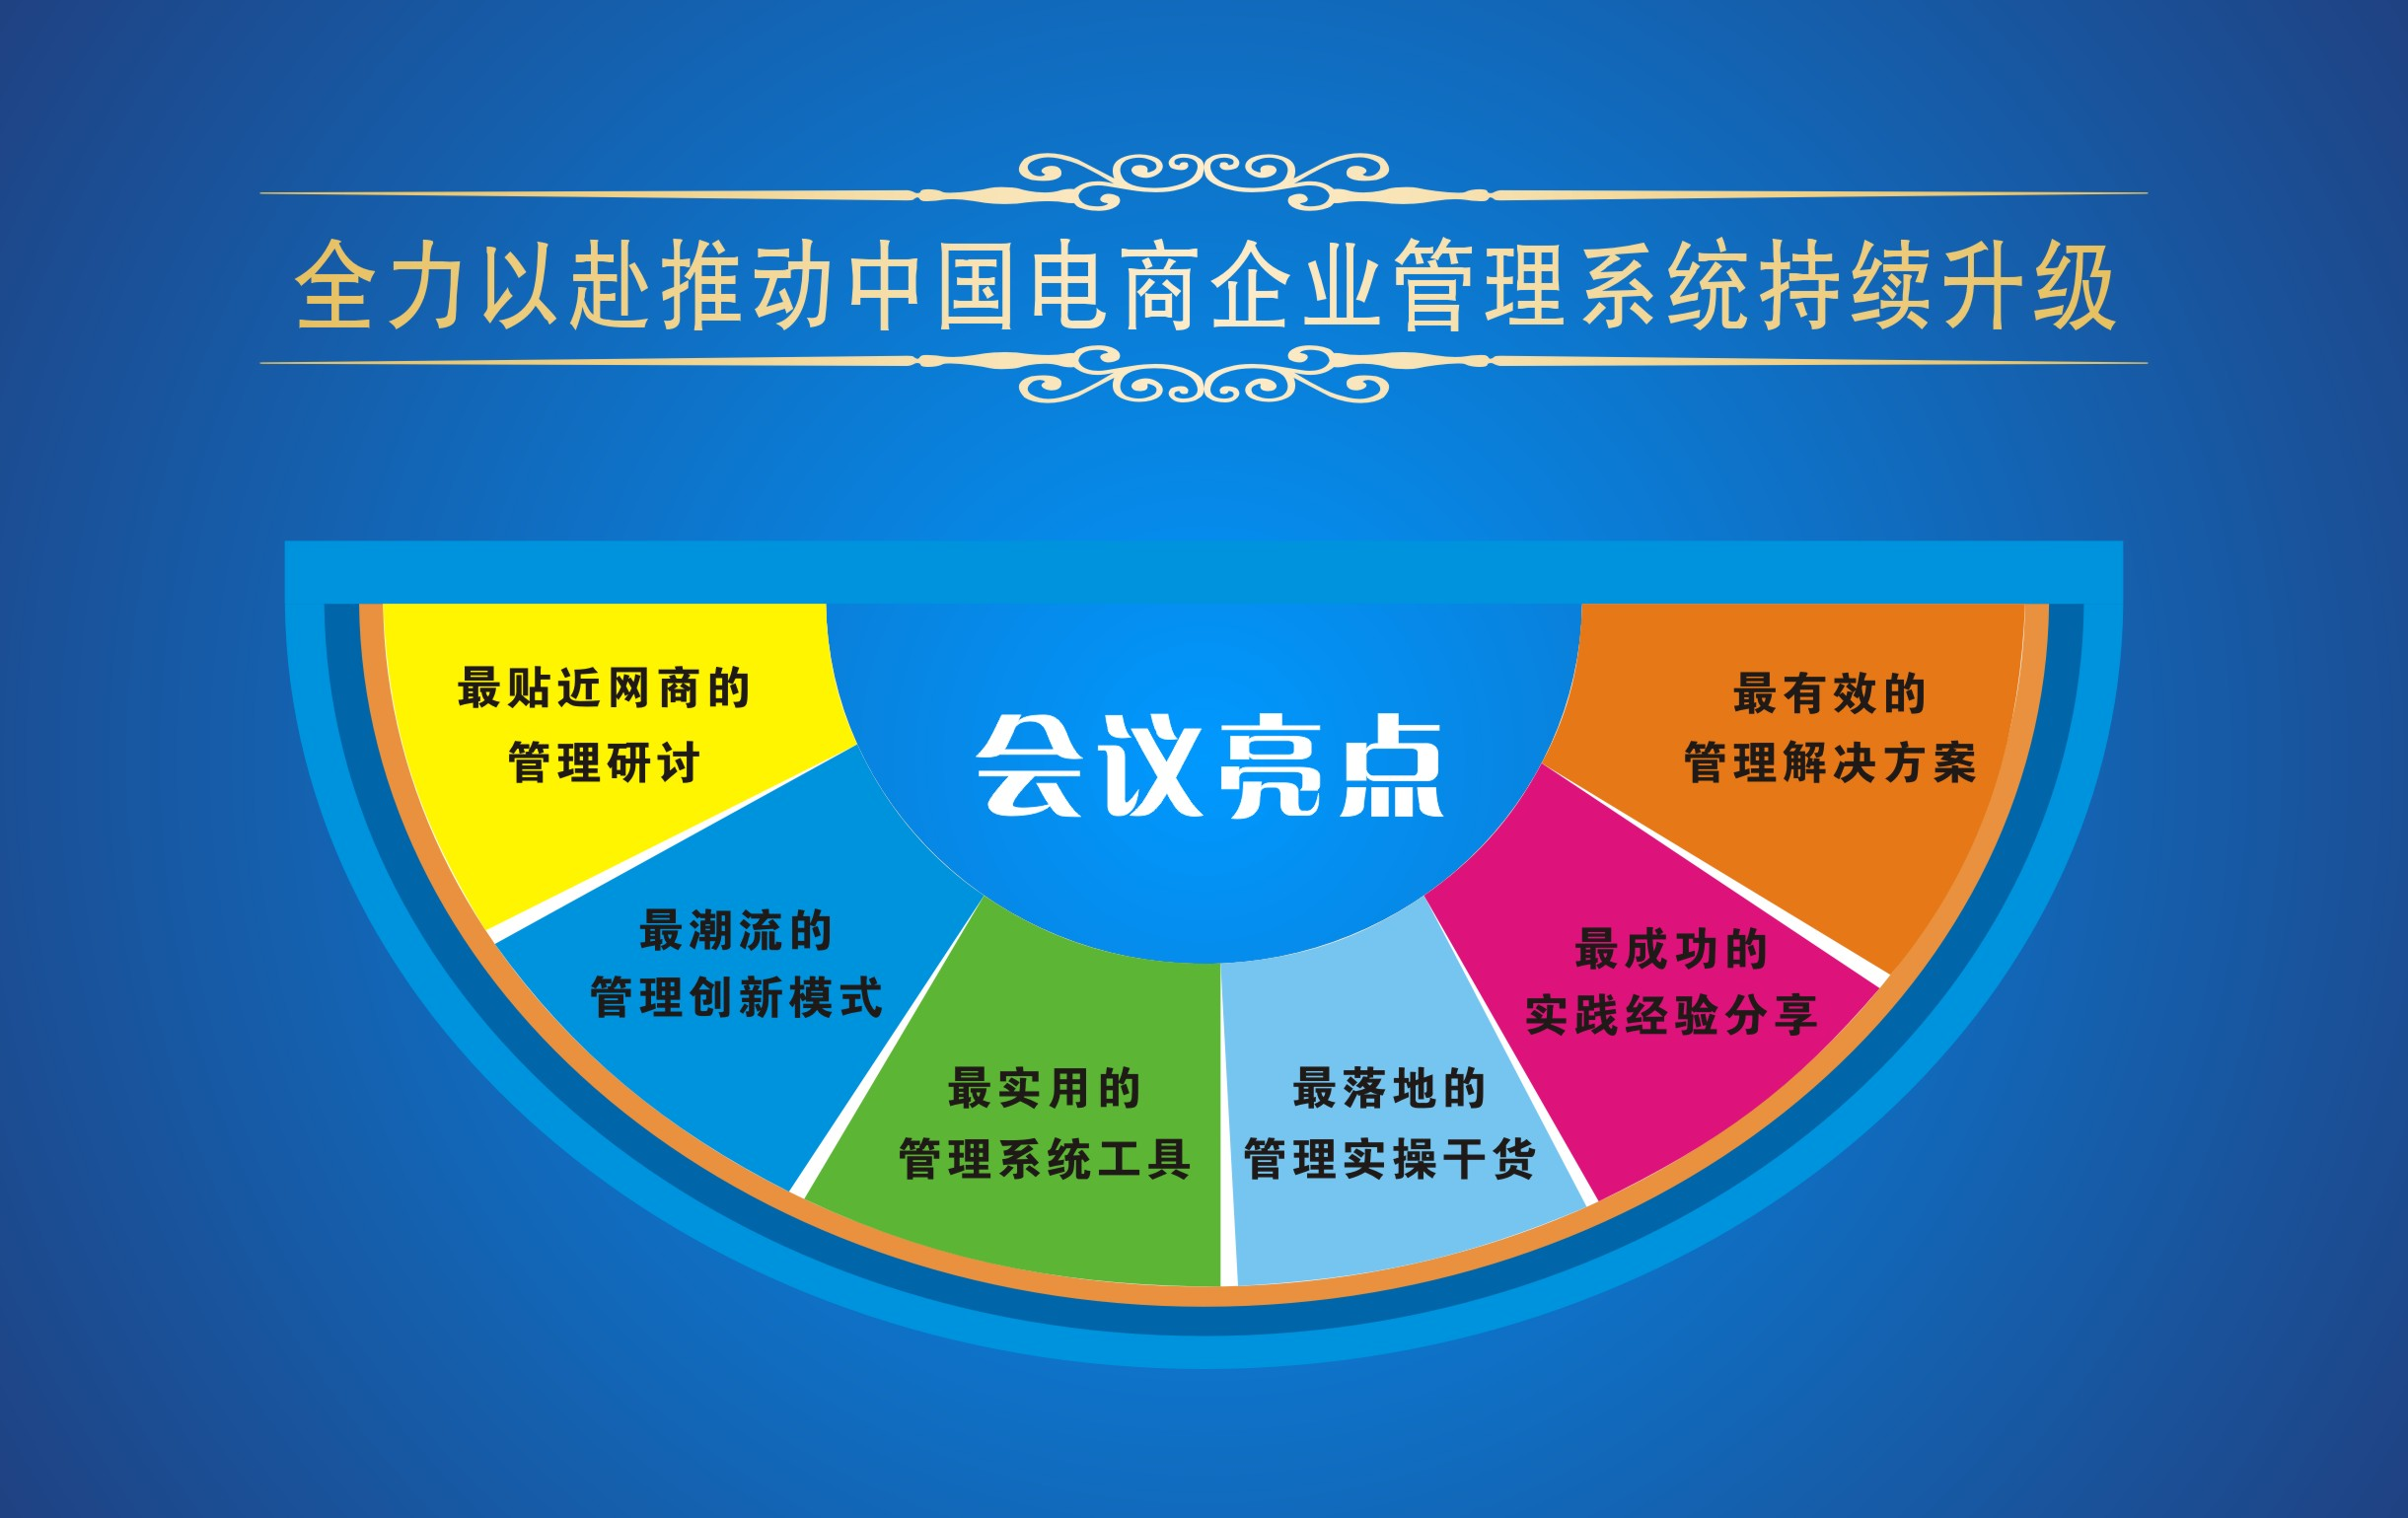 全力以赴推动中国电商企业管理系统持续升级
会议亮点
最贴近网商的
管理研讨
最潮流的
管理创新模式
最实用的
管理系统工具
最落地的
管理实操干货
最成功的
实践经验分享
最有效的
管理解决方案